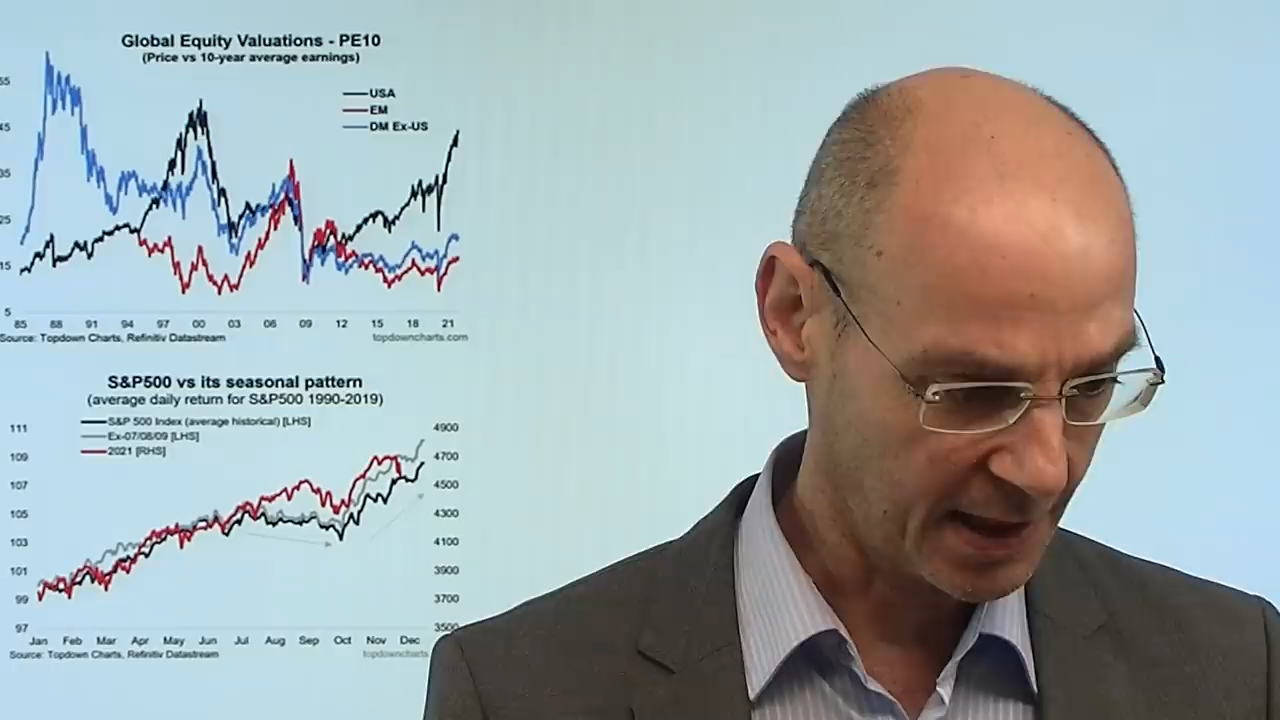 Global Equity Valuations - PE10
(Price vs 10-year average earnings)
USA
EM
DM Ex-US
55
45
35
25
15
5
85 88 91 94 97 00 03 06 09 12 15 18 21
Source: Topdown Charts, Refinitiv Datastream topdowncharts.com
S&P500 vs its seasonal pattern
(average daily return for S&P500 1990-2019)
S&P 500 Index (average historical) [LHS]
Ex-07/08/09 [LHS]
2021 [RHS]
111 4900
109 4700
107 4500
105 4300
103 4100
101 3900
99 3700
97 3500
Jan Feb Mar Apr May Jun Jul Aug Sep Oct Nov Dec
Source: Topdown Charts, Refinitiv Datastream topdowncharts